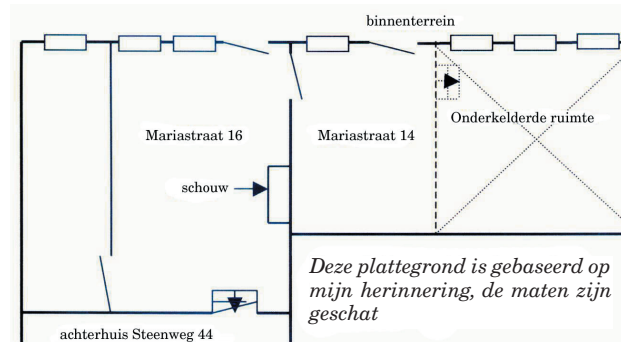 binnenterrein
Onderkelderde ruimte
Mariastraat 16
Mariastraat 14
schouw
Deze plattegrond is gebaseerd op
mijn herinnering, de maten zijn
geschat
achterhuis Steenweg 44